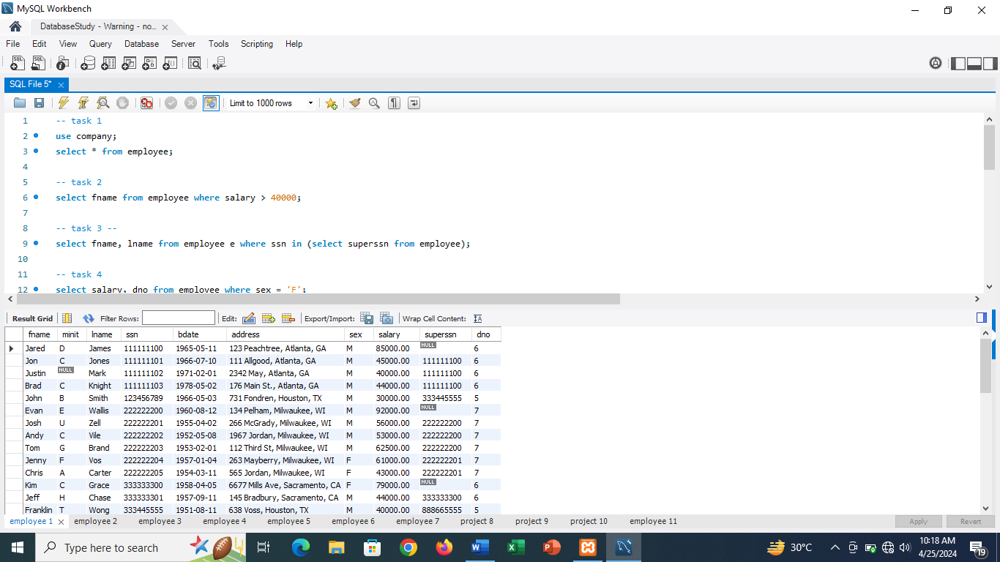 MySQL Workbench
DatabaseStudy - Warning - no...
File Edit View Query Database Server Tools Scripting Help
SQL File 5*
Limit to 1000 rows
1 -- task 1
2 use company;
3 select * from employee;
4
5 -- task 2
6 select fname from employee where salary > 40000;
7
8 -- task 3 --
9 select fname, lname from employee e where ssn in (select superssn from employee);
10
11 -- task 4
12 select salary, dno from employee where sex = 'F';
Result Grid Filter Rows: Edit: Export/Import: Wrap Cell Content:
fname minit lname ssn bdate address sex salary superssn dno
Jared D James 111111100 1965-05-11 123 Peachtree, Atlanta, GA M 85000.00 NULL 6
Jon C Jones 111111101 1966-07-10 111 Allgood, Atlanta, GA M 45000.00 111111100 6
Justin NULL Mark 111111102 1971-02-01 2342 May, Atlanta, GA M 40000.00 111111100 6
Brad C Knight 111111103 1978-05-02 176 Main St., Atlanta, GA M 44000.00 111111100 6
John B Smith 123456789 1966-05-03 731 Fondren, Houston, TX M 30000.00 333445555 5
Evan E Wallis 222222200 1960-08-12 134 Pelham, Milwaukee, WI M 92000.00 NULL 7
Josh U Zell 222222201 1955-04-02 266 McGrady, Milwaukee, WI M 56000.00 222222200 7
Andy C Vile 222222202 1952-05-08 1967 Jordan, Milwaukee, WI M 53000.00 222222200 7
Tom G Brand 222222203 1953-02-01 112 Third St, Milwaukee, WI M 62500.00 222222200 7
Jenny F Vos 222222204 1957-01-04 263 Mayberry, Milwaukee, WI F 61000.00 222222201 7
Chris A Carter 222222205 1954-03-11 565 Jordan, Milwaukee, WI F 43000.00 222222201 7
Kim C Grace 333333300 1958-04-05 6677 Mills Ave, Sacramento, CA F 79000.00 NULL 6
Jeff H Chase 333333301 1957-09-11 145 Bradbury, Sacramento, CA M 44000.00 333333300 6
Franklin T Wong 333445555 1951-08-11 638 Voss, Houston, TX M 40000.00 888665555 5
employee 1 employee 2 employee 3 employee 4 employee 5 employee 6 employee 7 project 8 project 9 project 10 employee 11 Apply Revert
Type here to search
30°C
10:18 AM
4/25/2024
19